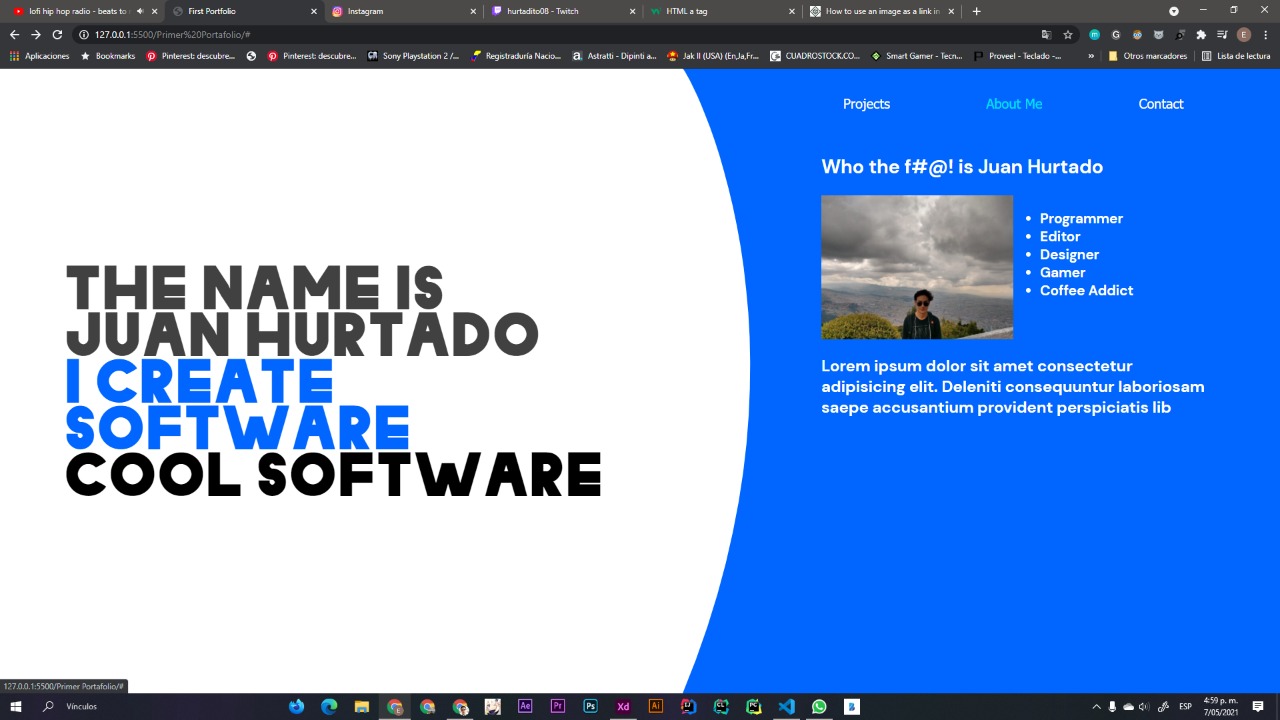 lofi hip hop radio - beats to
First Portfolio
Instagram
hurtadito08 - Twitch
HTML a tag
How to use an image as a link in
127.0.0.1:5500/Primer%20Portafolio/#
Aplicaciones
Bookmarks
Pinterest: descubre...
Pinterest: descubre...
Sony Playstation 2 /...
Registraduría Nacio...
Astratti - Dipinti a...
Jak II (USA) (En,Ja,Fr...
CUADROSTOCK.CO...
Smart Gamer - Tecn...
Proveel - Teclado -...
»
Otros marcadores
Lista de lectura
Projects
About Me
Contact
Who the f#@! is Juan Hurtado
Programmer
Editor
Designer
Gamer
Coffee Addict
Lorem ipsum dolor sit amet consectetur
adipisicing elit. Deleniti consequuntur laboriosam
saepe accusantium provident perspiciatis lib
THE NAME IS
JUAN HURTADO
I CREATE
SOFTWARE
COOL SOFTWARE
127.0.0.1:5500/Primer Portafolio/#
Vínculos
Ae
Pr
Ps
Xd
Ai
ESP
4:59 p. m.
7/05/2021